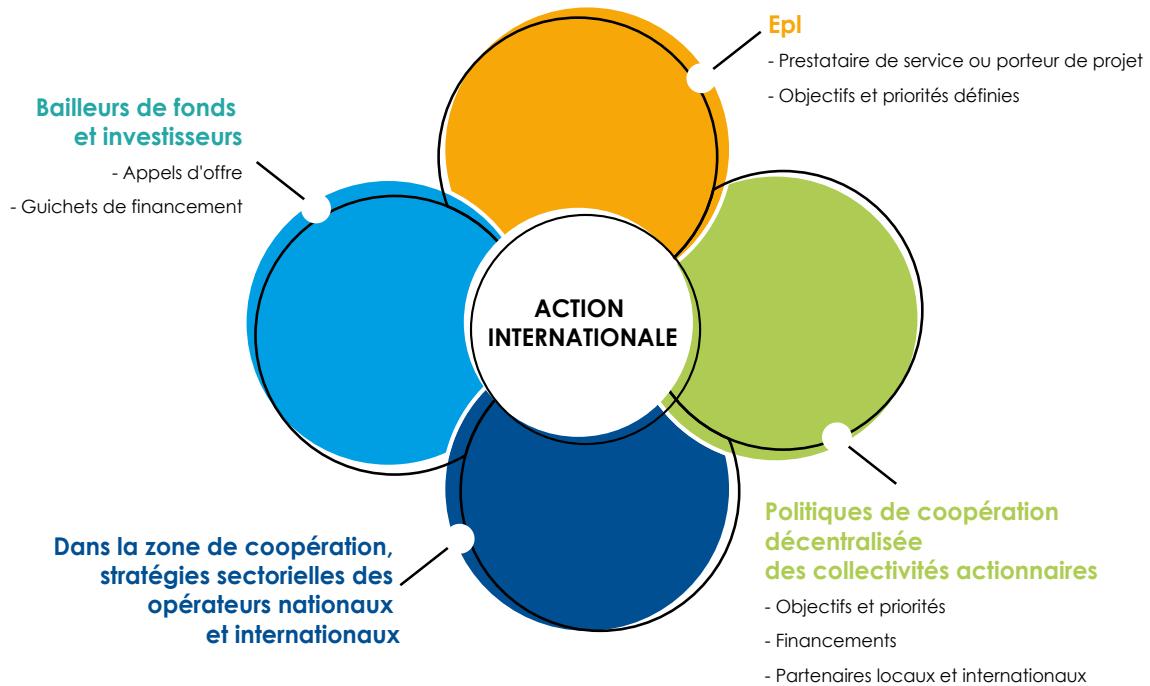 Epl
- Prestataire de service ou porteur de projet
- Objectifs et priorités définies
Bailleurs de fonds
et investisseurs
- Appels d'offre
- Guichets de financement
ACTION
INTERNATIONALE
Politiques de coopération
décentralisée
des collectivités actionnaires
- Objectifs et priorités
- Financements
- Partenaires locaux et internationaux
Dans la zone de coopération,
stratégies sectorielles des
opérateurs nationaux
et internationaux